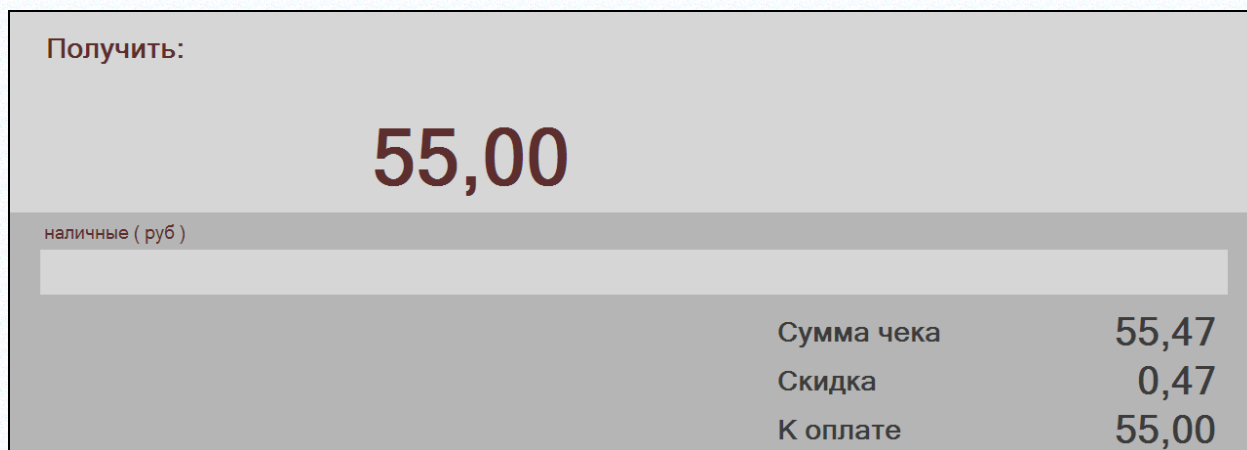 Получить:
55,00
наличные ( руб )
Сумма чека 55,47
Скидка 0,47
К оплате 55,00